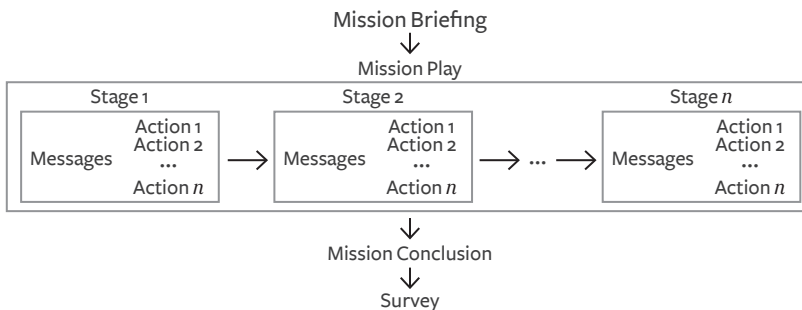 Mission Briefing
Mission Play
Stage 1
Messages
Action 1
Action 2
...
Action n
Stage 2
Messages
Action 1
Action 2
...
Action n
...
Stage n
Messages
Action 1
Action 2
...
Action n
Mission Conclusion
Survey